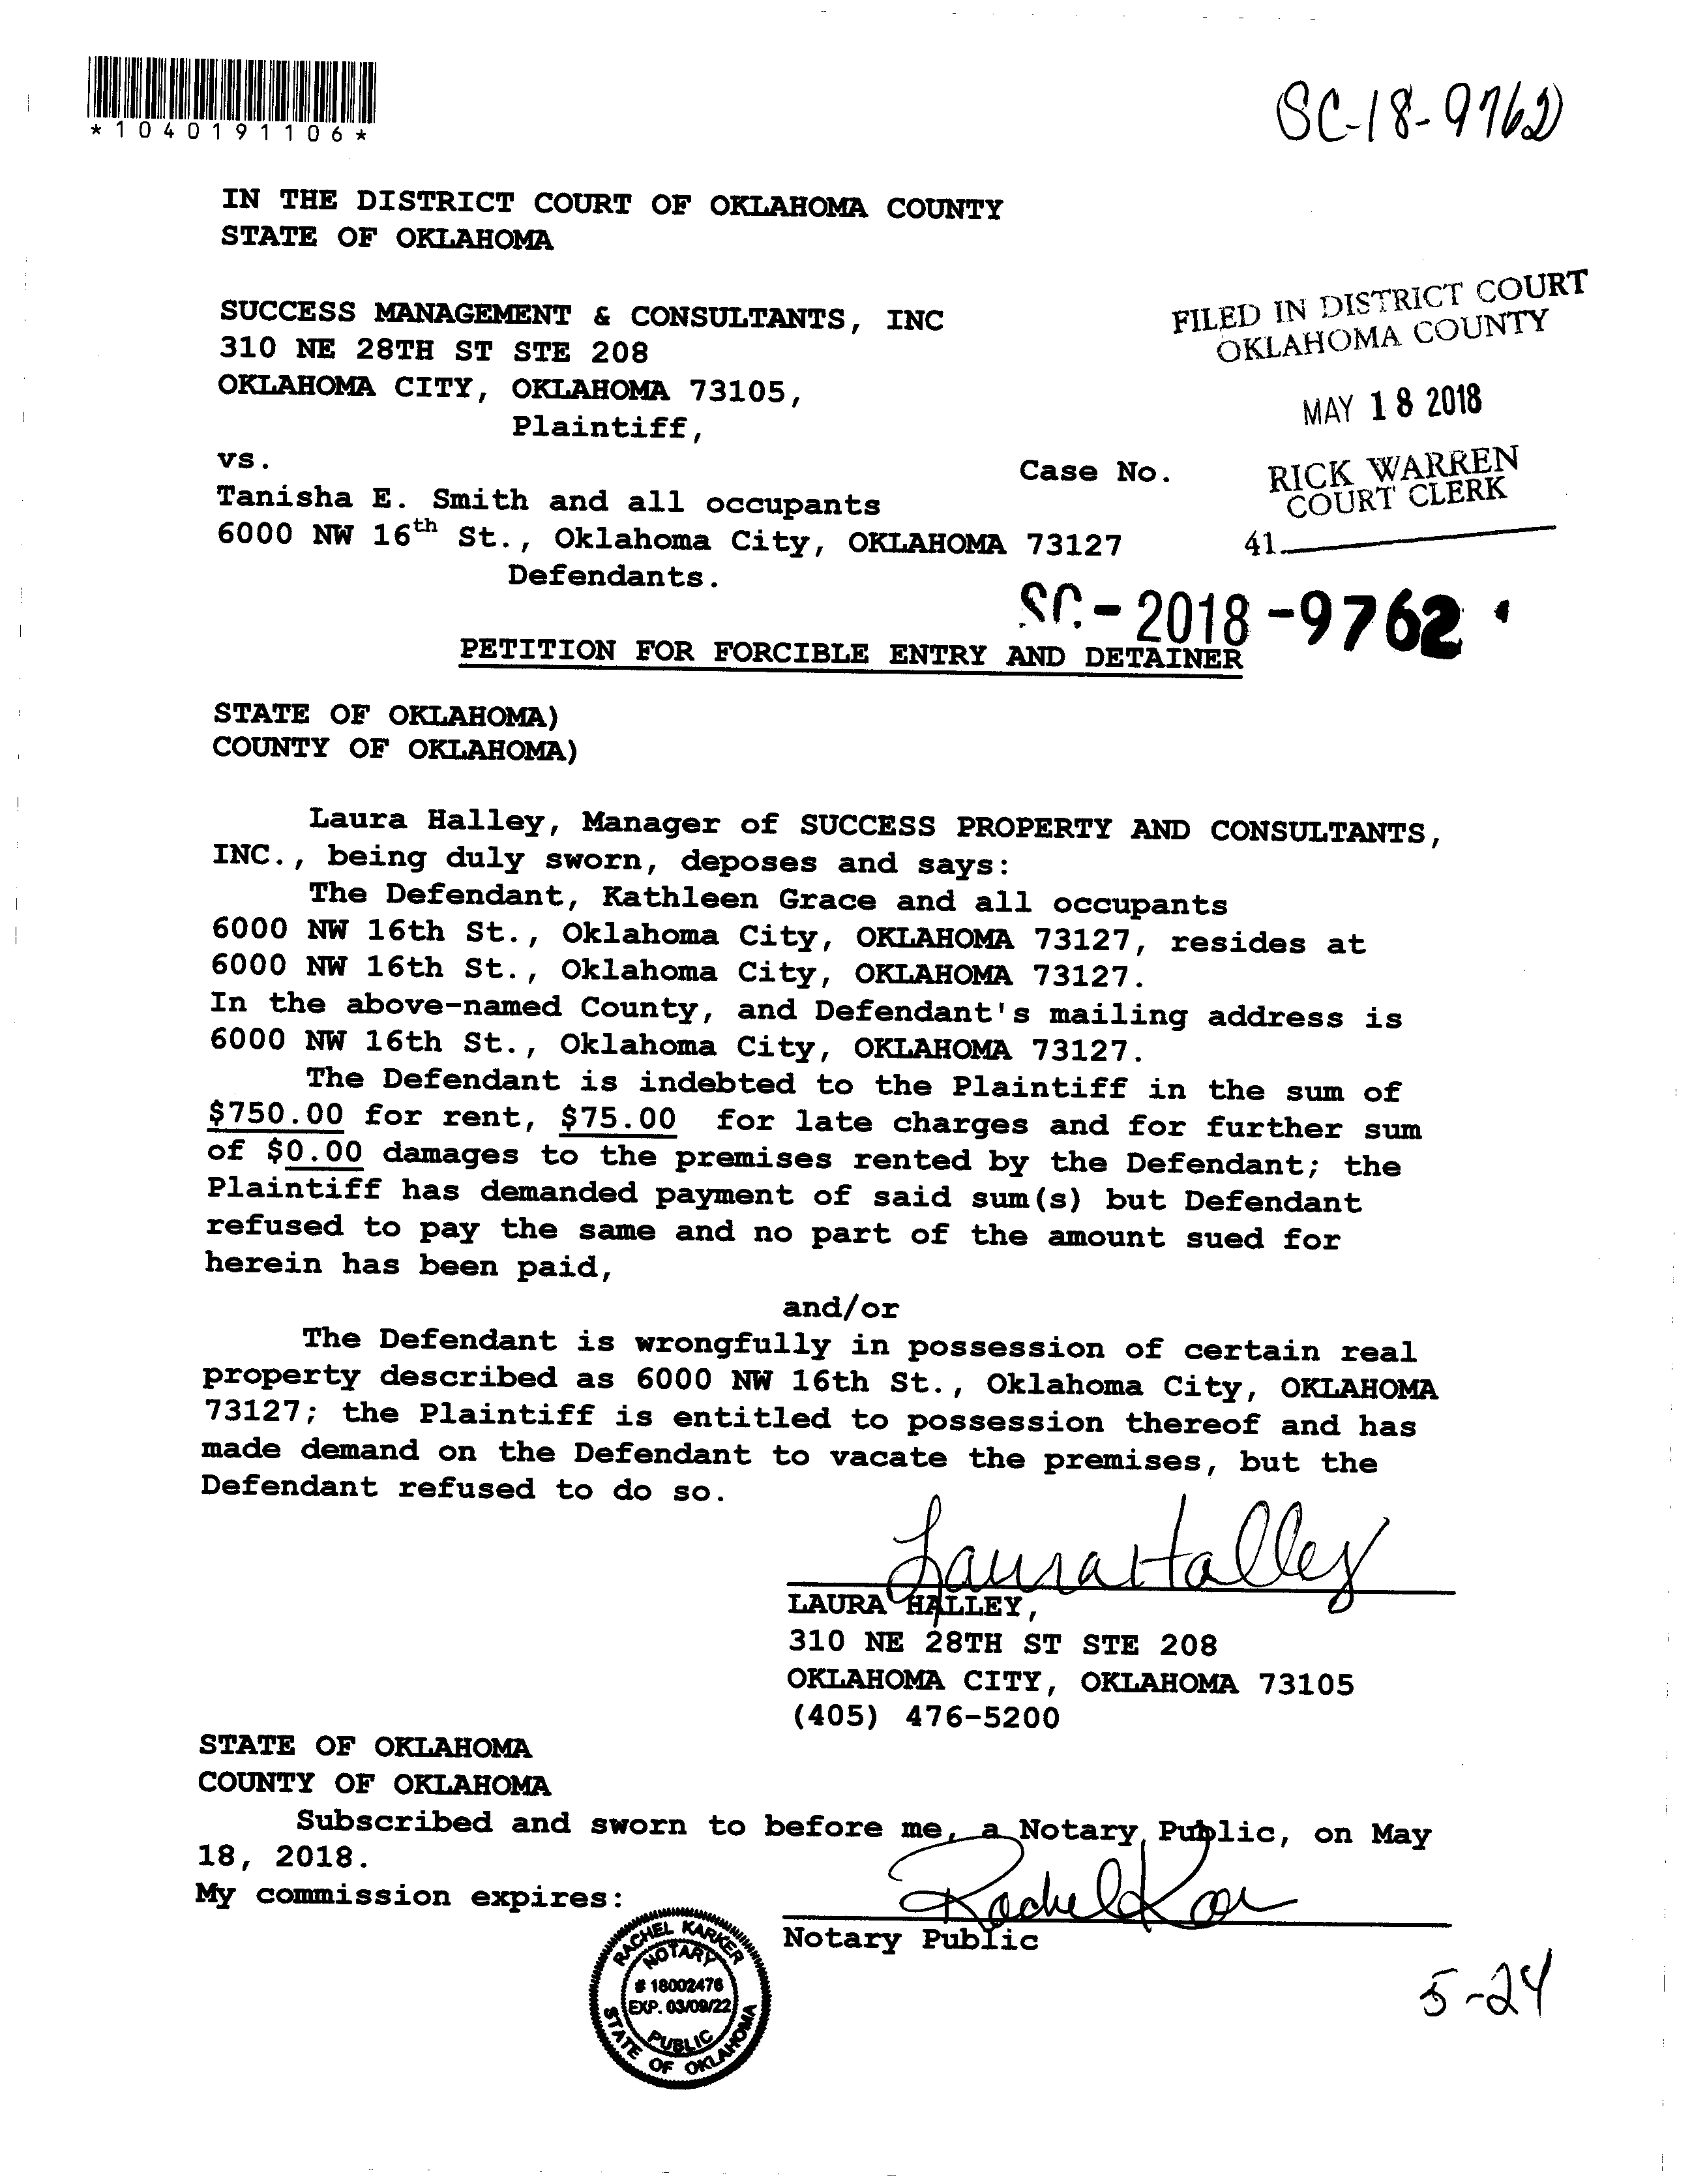 *1040191106*
SC-18-9762
IN THE DISTRICT COURT OF OKLAHOMA COUNTY
STATE OF OKLAHOMA
SUCCESS MANAGEMENT & CONSULTANTS, INC
310 NE 28TH ST STE 208
OKLAHOMA CITY, OKLAHOMA 73105,
Plaintiff,
vs.
Tanisha E. Smith and all occupants
6000 NW 16th St., Oklahoma City, OKLAHOMA 73127
Defendants.
Case No.
FILED IN DISTRICT COURT
OKLAHOMA COUNTY
MAY 18 2018
RICK WARREN
COURT CLERK
41
SC-2018-9762
PETITION FOR FORCIBLE ENTRY AND DETAINER
STATE OF OKLAHOMA)
COUNTY OF OKLAHOMA)
Laura Halley, Manager of SUCCESS PROPERTY AND CONSULTANTS,
INC., being duly sworn, deposes and says:
The Defendant, Kathleen Grace and all occupants
6000 NW 16th St., Oklahoma City, OKLAHOMA 73127, resides at
6000 NW 16th St., Oklahoma City, OKLAHOMA 73127.
In the above-named County, and Defendant's mailing address is
6000 NW 16th St., Oklahoma City, OKLAHOMA 73127.
The Defendant is indebted to the Plaintiff in the sum of
$750.00 for rent, $75.00 for late charges and for further sum
of $0.00 damages to the premises rented by the Defendant; the
Plaintiff has demanded payment of said sum(s) but Defendant
refused to pay the same and no part of the amount sued for
herein has been paid,
and/or
The Defendant is wrongfully in possession of certain real
property described as 6000 NW 16th St., Oklahoma City, OKLAHOMA
73127; the Plaintiff is entitled to possession thereof and has
made demand on the Defendant to vacate the premises, but the
Defendant refused to do so.
Laura Halley
LAURA HALLEY,
310 NE 28TH ST STE 208
OKLAHOMA CITY, OKLAHOMA 73105
(405) 476-5200
STATE OF OKLAHOMA
COUNTY OF OKLAHOMA
Subscribed and sworn to before me, a Notary Public, on May
18, 2018.
My commission expires:
Notary Public
RACHEL KARKER
NOTARY
# 18002476
EXP. 03/09/22
PUBLIC
STATE OF OKLAHOMA
5-24